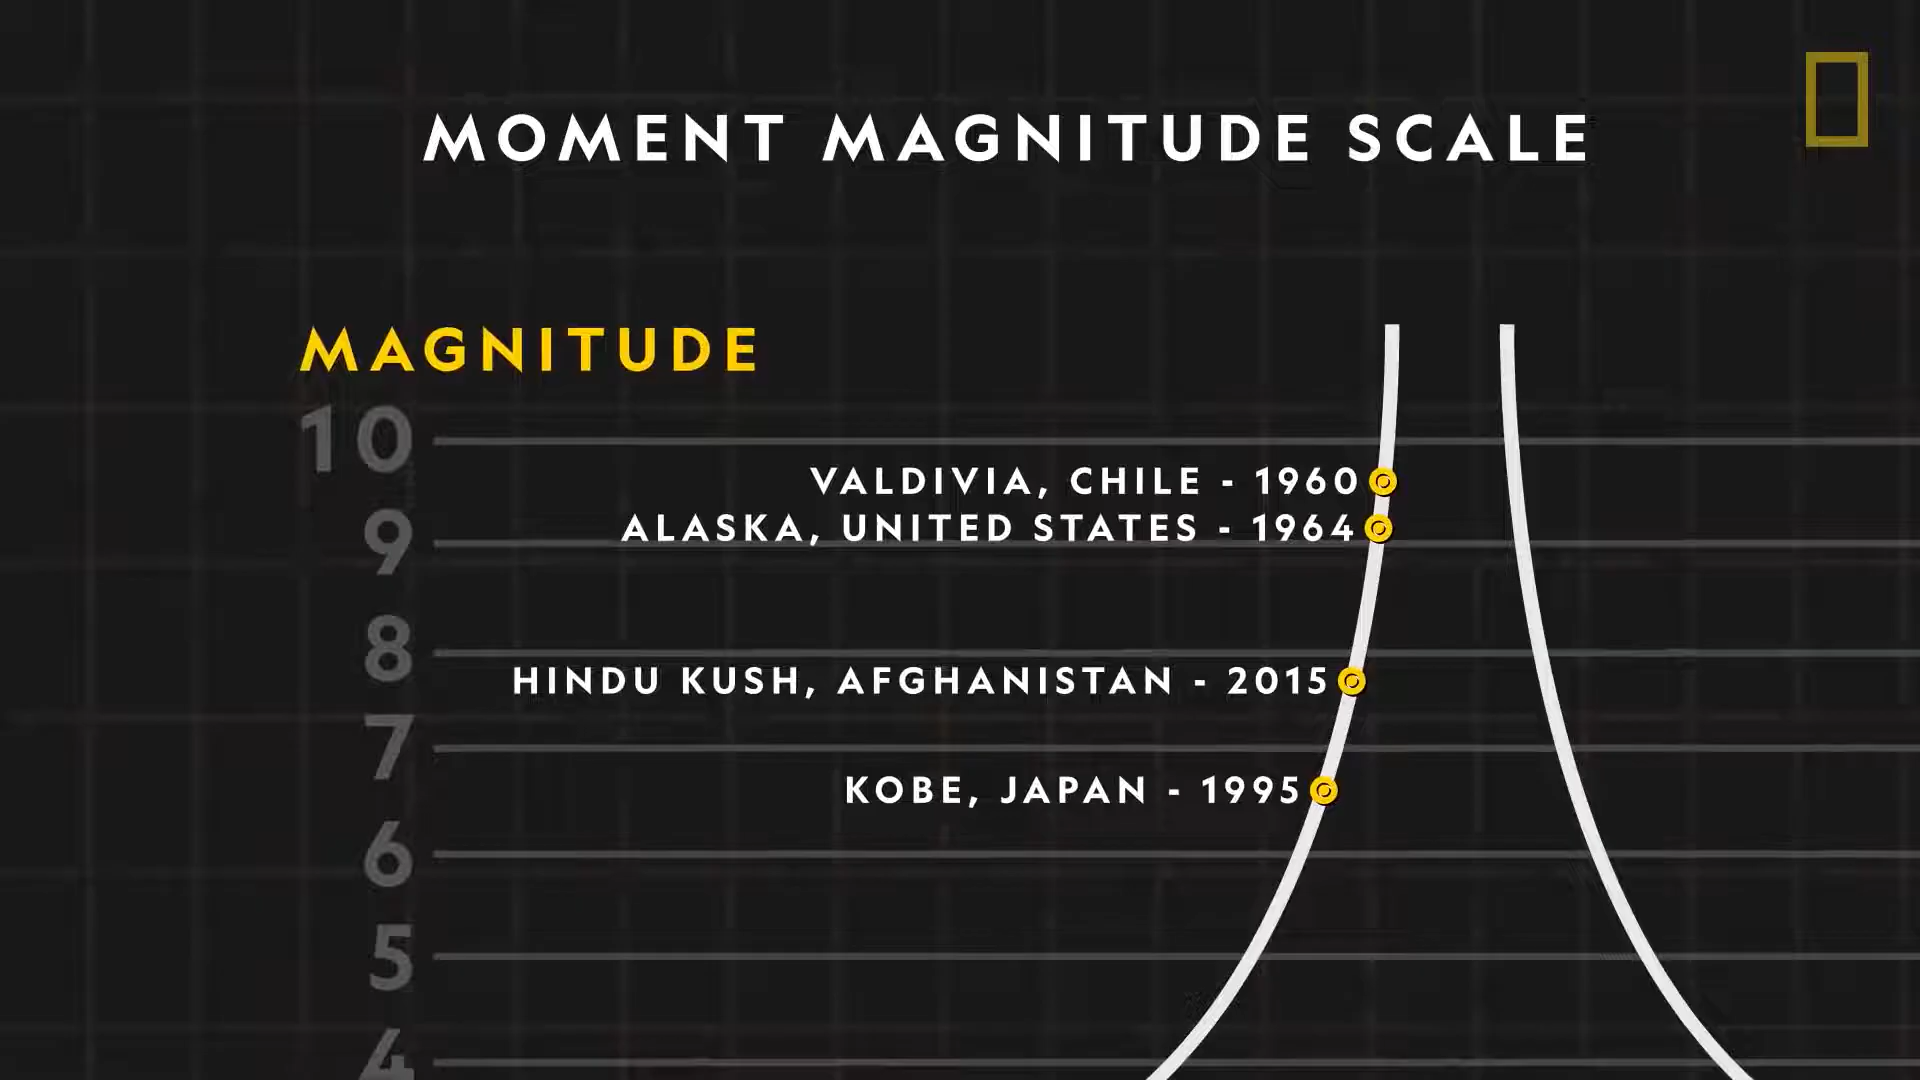 MOMENT MAGNITUDE SCALE
MAGNITUDE
10
VALDIVIA, CHILE - 1960
ALASKA, UNITED STATES - 1964
9
8
HINDU KUSH, AFGHANISTAN - 2015
7
KOBE, JAPAN - 1995
6
5
4